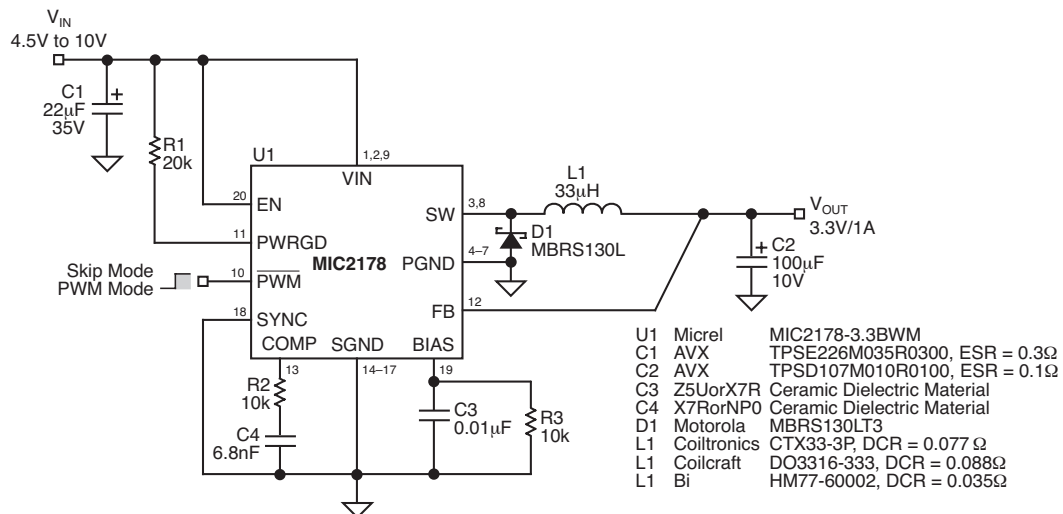 VIN
4.5V to 10V
C1
22µF
35V
R1
20k
U1
1,2,9
VIN
20
EN
11
PWRGD
MIC2178
Skip Mode
PWM Mode
10
PWM
18
SYNC
COMP
SGND
BIAS
SW
3,8
PGND
4–7
FB
12
L1
33µH
D1
MBRS130L
VOUT
3.3V/1A
C2
100µF
10V
13
14–17
19
R2
10k
C4
6.8nF
C3
0.01µF
R3
10k
U1 Micrel MIC2178-3.3BWM
C1 AVX TPSE226M035R0300, ESR = 0.3Ω
C2 AVX TPSD107M010R0100, ESR = 0.1Ω
C3 Z5UorX7R Ceramic Dielectric Material
C4 X7RorNP0 Ceramic Dielectric Material
D1 Motorola MBRS130LT3
L1 Coiltronics CTX33-3P, DCR = 0.077 Ω
L1 Coilcraft DO3316-333, DCR = 0.088Ω
L1 Bi HM77-60002, DCR = 0.035Ω